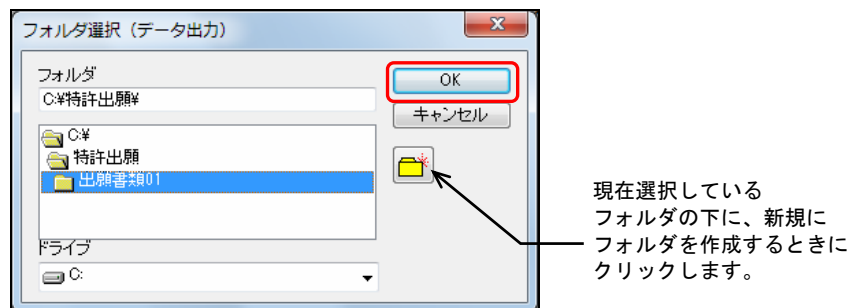 フォルダ選択（データ出力）
フォルダ
C:¥特許出願¥
OK
キャンセル
C:¥
特許出願
出願書類01
ドライブ
C:
現在選択している
フォルダの下に、新規に
フォルダを作成するときに
クリックします。